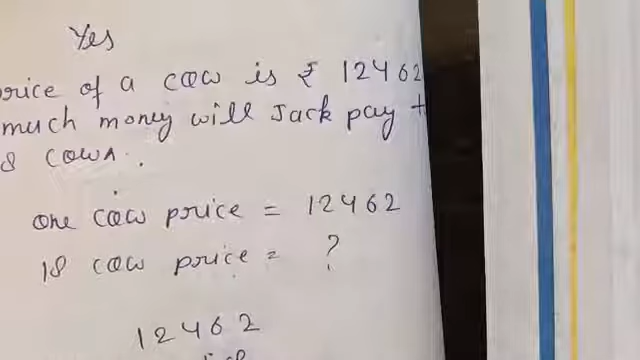 Yes
price of a cow is ₹ 12462
much money will Jack pay t
8 cows.
one cow price = 12462
18 cow price = ?
12462